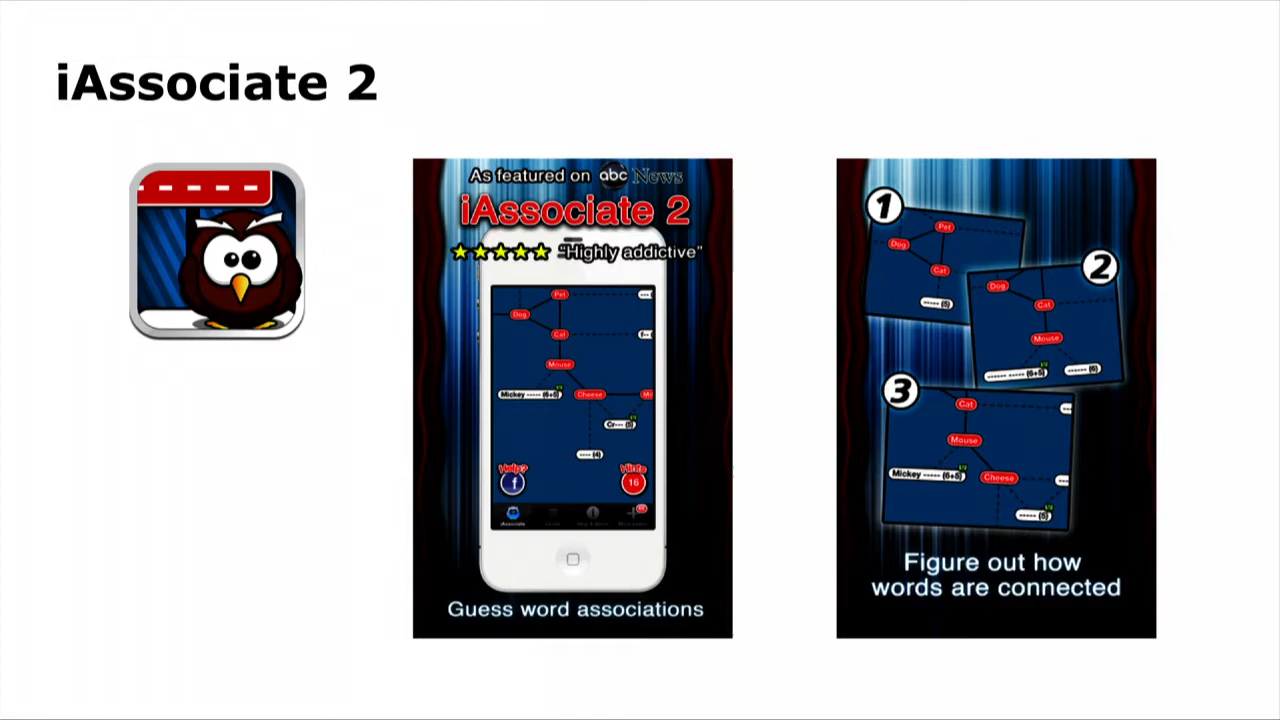 iAssociate 2
As featured on abc News
iAssociate 2
"Highly addictive"
Pet
Dog
Cat
Mouse
Mickey ----- (6+5)
Cheese
Cr--- (5)
---- (4)
Help?
f
Hints
16
iAssociate
Guess word associations
1
Pet
Dog
Cat
----- (5)
2
Dog
Cat
Mouse
------ ----- (6+5)
------ (6)
3
Cat
Mouse
Mickey ----- (6+5)
Cheese
----- (5)
Figure out how
words are connected